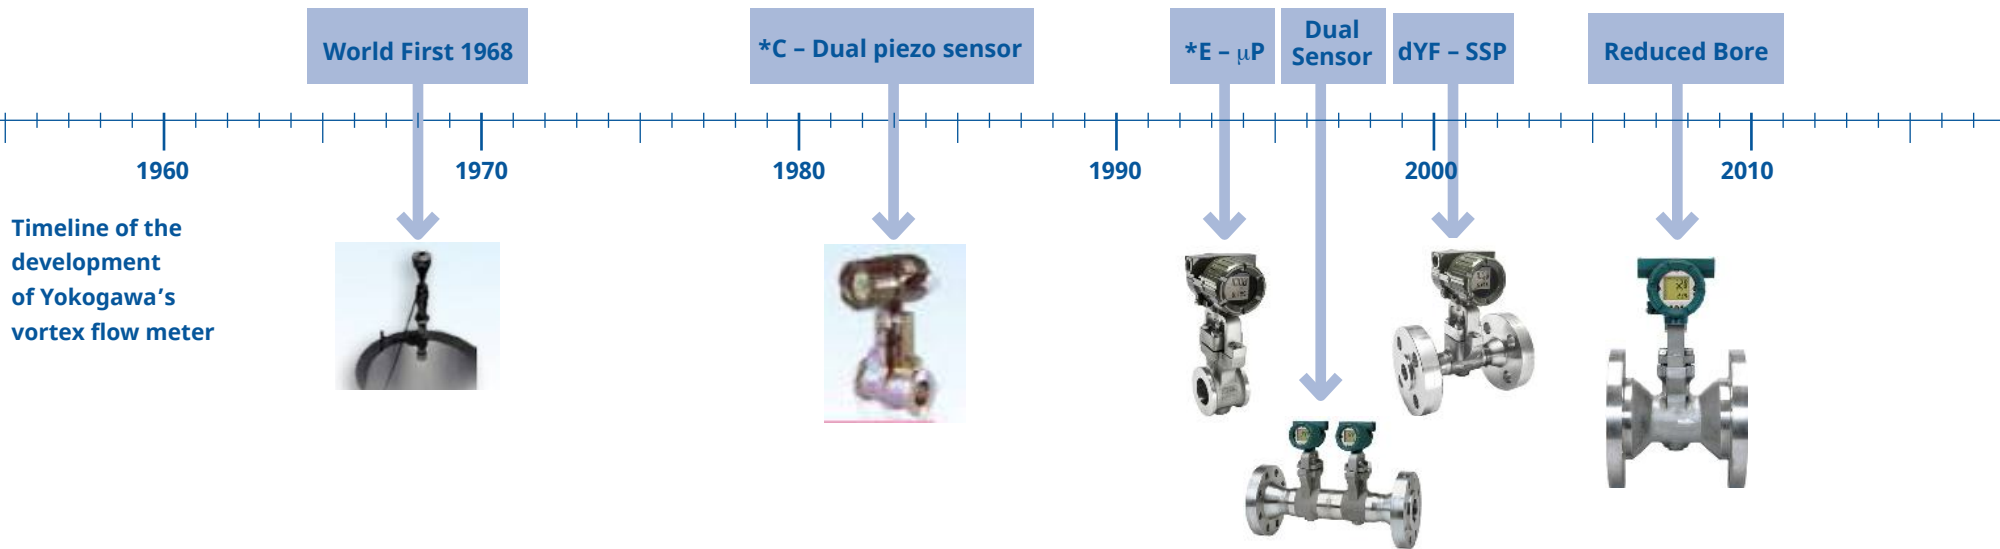 World First 1968
*C – Dual piezo sensor
*E – μP
Dual
Sensor
dYF – SSP
Reduced Bore
1960
1970
1980
1990
2000
2010
Timeline of the
development
of Yokogawa’s
vortex flow meter